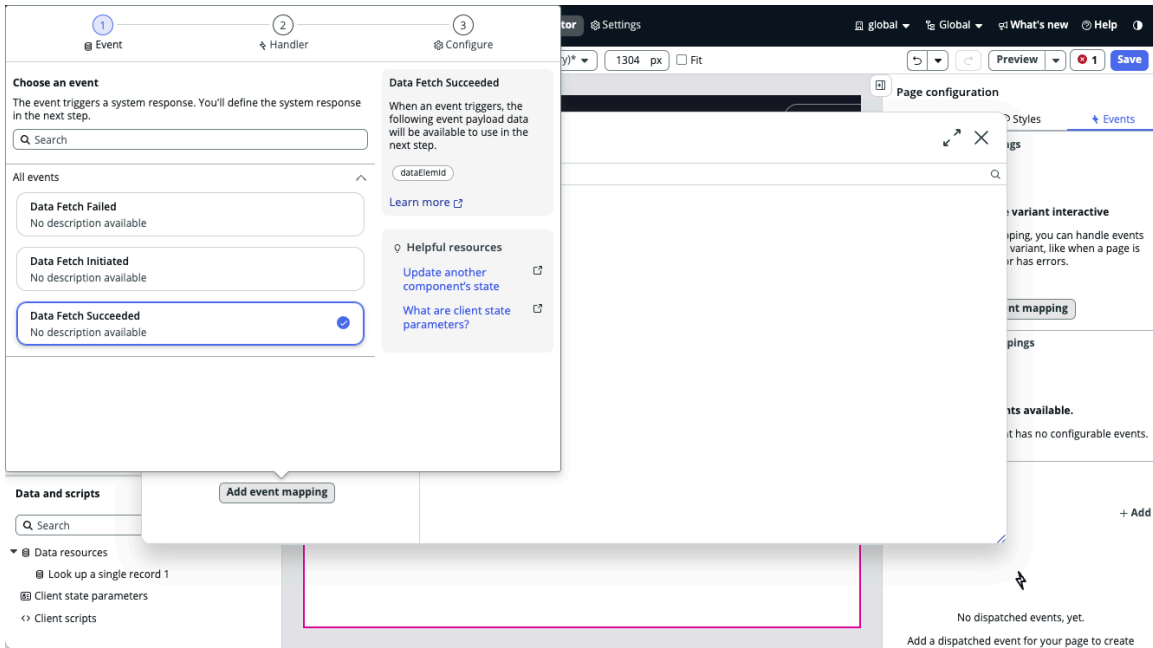 1
2
3
Event
Handler
Configure
Choose an event
The event triggers a system response. You'll define the system response
in the next step.
Search
All events
Data Fetch Failed
No description available
Data Fetch Initiated
No description available
Data Fetch Succeeded
No description available
Data Fetch Succeeded
When an event triggers, the
following event payload data
will be available to use in the
next step.
dataElemId
Learn more
Helpful resources
Update another
component's state
What are client state
parameters?
tor
Settings
global
Global
What's new
Help
y)*
1304 px
Fit
Preview
1
Save
Page configuration
Styles
Events
gs
variant interactive
ping, you can handle events
variant, like when a page is
or has errors.
nt mapping
pings
nts available.
t has no configurable events.
+ Add
No dispatched events, yet.
Add a dispatched event for your page to create
Add event mapping
Data and scripts
Search
Data resources
Look up a single record 1
Client state parameters
Client scripts